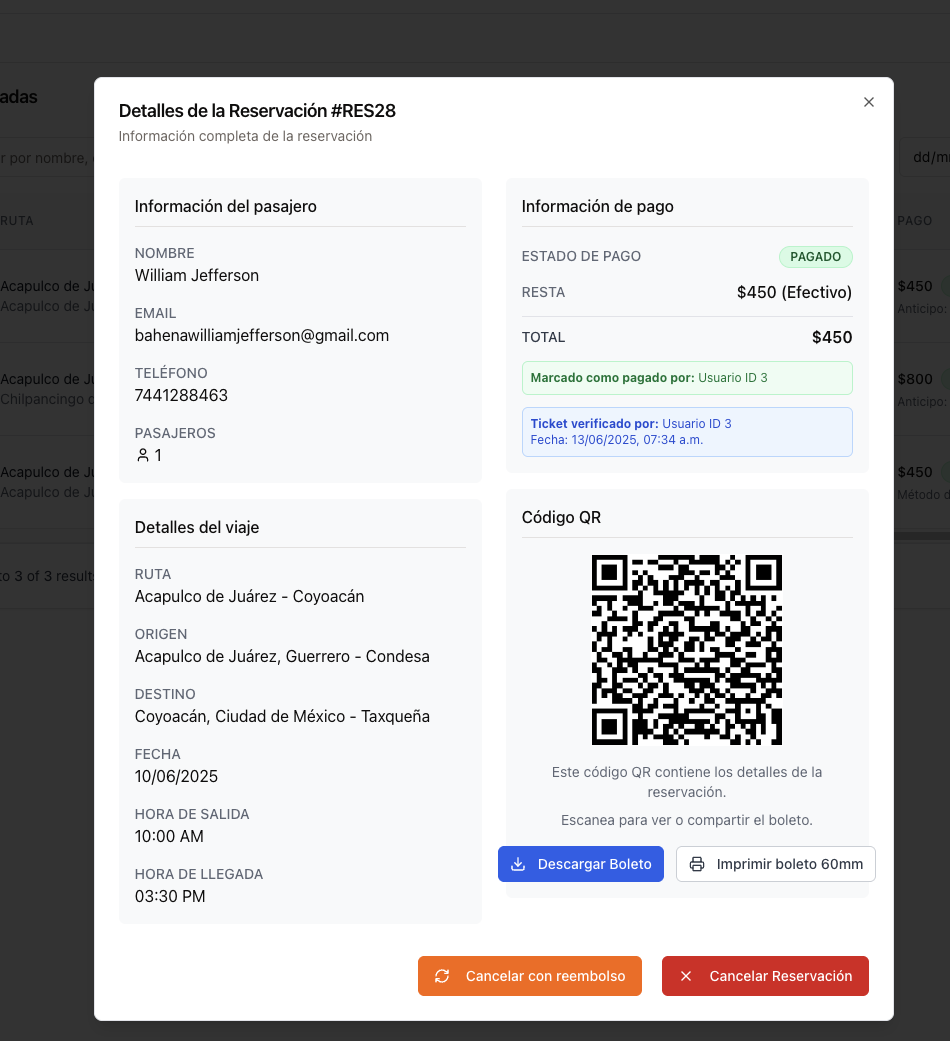 Detalles de la Reservación #RES28
Información completa de la reservación
Información del pasajero
NOMBRE
William Jefferson
EMAIL
bahenawilliamjefferson@gmail.com
TELÉFONO
7441288463
PASAJEROS
1
Detalles del viaje
RUTA
Acapulco de Juárez - Coyoacán
ORIGEN
Acapulco de Juárez, Guerrero - Condesa
DESTINO
Coyoacán, Ciudad de México - Taxqueña
FECHA
10/06/2025
HORA DE SALIDA
10:00 AM
HORA DE LLEGADA
03:30 PM
Información de pago
ESTADO DE PAGO PAGADO
RESTA $450 (Efectivo)
TOTAL $450
Marcado como pagado por: Usuario ID 3
Ticket verificado por: Usuario ID 3
Fecha: 13/06/2025, 07:34 a.m.
Código QR
Este código QR contiene los detalles de la
reservación.
Escanea para ver o compartir el boleto.
Descargar Boleto
Imprimir boleto 60mm
Cancelar con reembolso
Cancelar Reservación
adas
r por nombre,
dd/m
RUTA
PAGO
Acapulco de Ju
$450
Acapulco de Ju
Anticipo:
Acapulco de Ju
$800
Chilpancingo
Anticipo:
Acapulco de Ju
$450
Acapulco de Ju
Método d
to 3 of 3 result